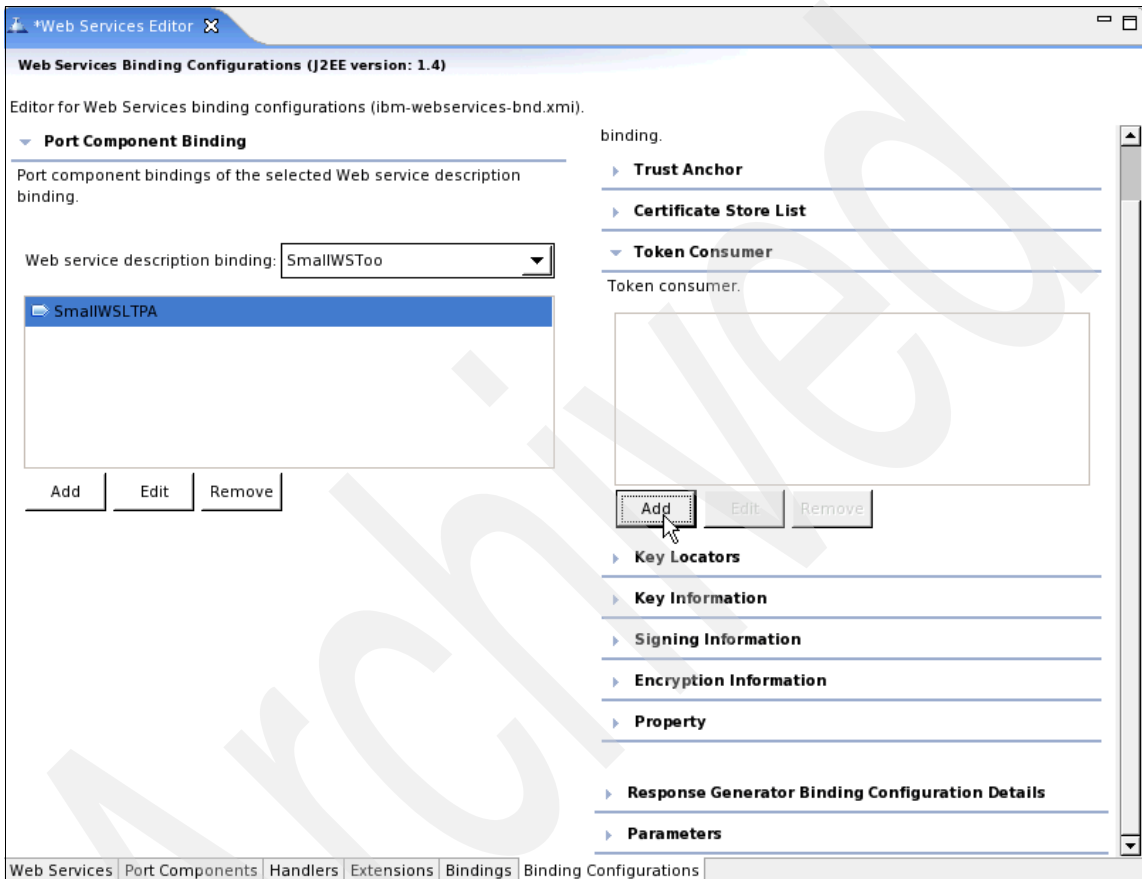 *Web Services Editor
Web Services Binding Configurations (J2EE version: 1.4)
Editor for Web Services binding configurations (ibm-webservices-bnd.xmi).
Port Component Binding
Port component bindings of the selected Web service description
binding.
Web service description binding: SmallWSToo
SmallWSLTPA
Add Edit Remove
binding.
Trust Anchor
Certificate Store List
Token Consumer
Token consumer.
Add Edit Remove
Key Locators
Key Information
Signing Information
Encryption Information
Property
Response Generator Binding Configuration Details
Parameters
Web Services Port Components Handlers Extensions Bindings Binding Configurations
Archived